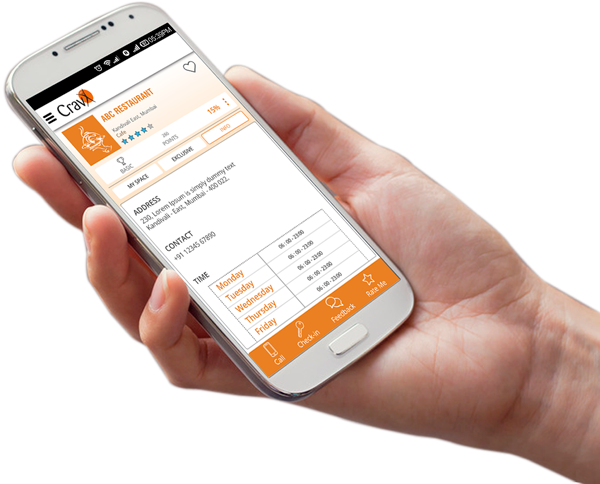 05:39PM
Cravx
ABC RESTAURANT
Kandivali East, Mumbai
Cafe
15%
BASIC
280
POINTS
MY SPACE
EXCLUSIVE
INFO
ADDRESS
230, Lorem Ipsum is simply dummy text
Kandivali - East, Mumbai - 400 022.
CONTACT
+91 12345 67890
TIME
Monday 06 : 00 - 23:00
Tuesday 06 : 00 - 23:00
Wednesday 06 : 00 - 23:00
Thursday 06 : 00 - 23:00
Friday 06 : 00 - 23:00
Call
Check-in
Feedback
Rate Me